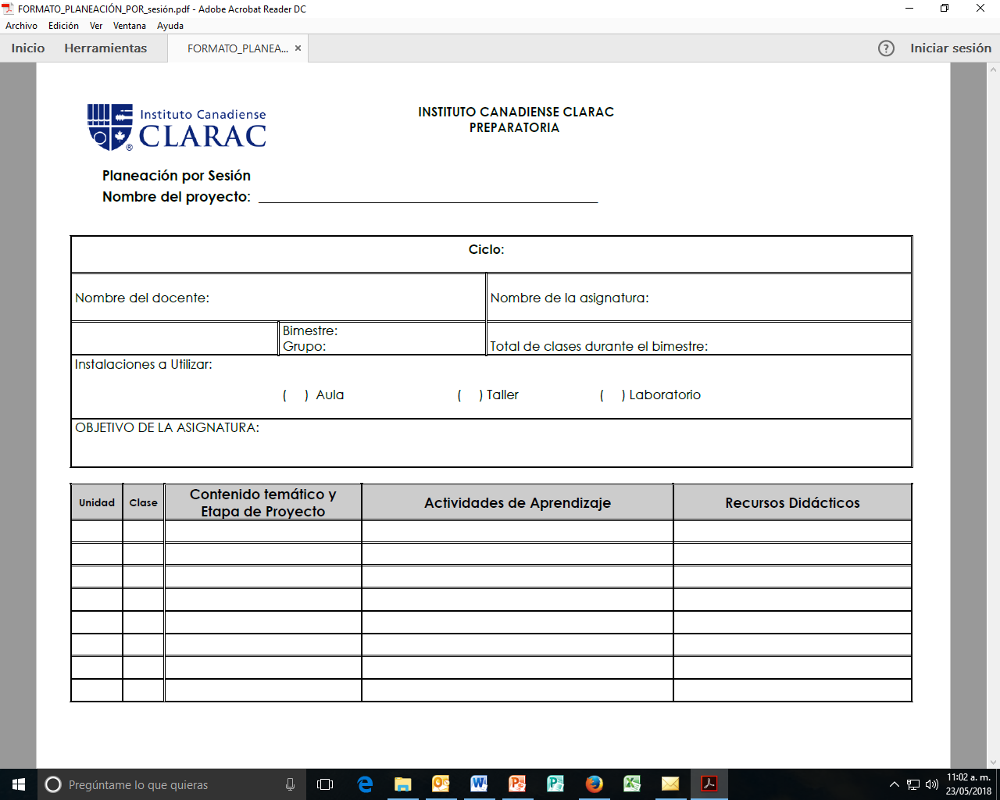 FORMATO_PLANEACIÓN_POR_sesión.pdf - Adobe Acrobat Reader DC
Archivo Edición Ver Ventana Ayuda
Inicio Herramientas FORMATO_PLANEA... × ? Iniciar sesión
Instituto Canadiense
CLARAC
®
INSTITUTO CANADIENSE CLARAC
PREPARATORIA
Planeación por Sesión
Nombre del proyecto: ______________________________
Ciclo:
Nombre del docente: Nombre de la asignatura:
Bimestre:
Grupo: Total de clases durante el bimestre:
Instalaciones a Utilizar:
( ) Aula ( ) Taller ( ) Laboratorio
OBJETIVO DE LA ASIGNATURA:
Unidad Clase Contenido temático y Etapa de Proyecto Actividades de Aprendizaje Recursos Didácticos
Pregúntame lo que quieras
11:02 a. m.
23/05/2018